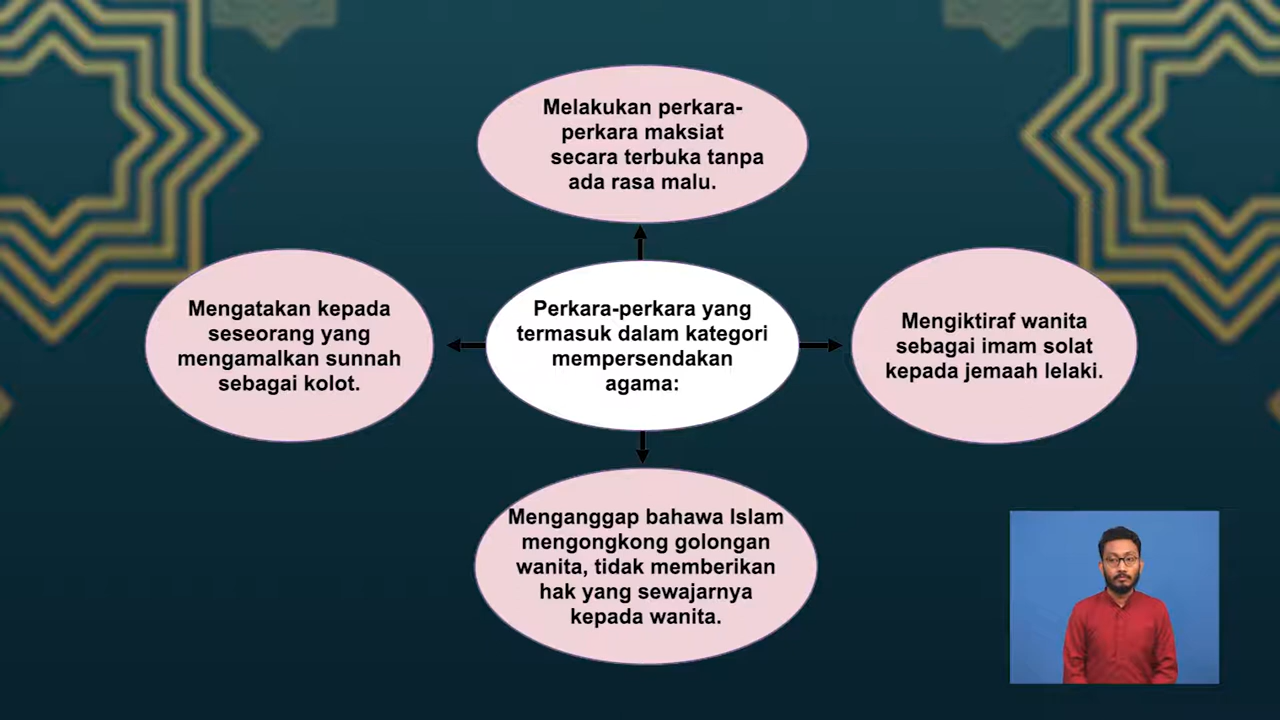 Melakukan perkara-
perkara maksiat
secara terbuka tanpa
ada rasa malu.
Mengatakan kepada
seseorang yang
mengamalkan sunnah
sebagai kolot.
Perkara-perkara yang
termasuk dalam kategori
mempersendakan
agama:
Mengiktiraf wanita
sebagai imam solat
kepada jemaah lelaki.
Menganggap bahawa Islam
mengongkong golongan
wanita, tidak memberikan
hak yang sewajarnya
kepada wanita.